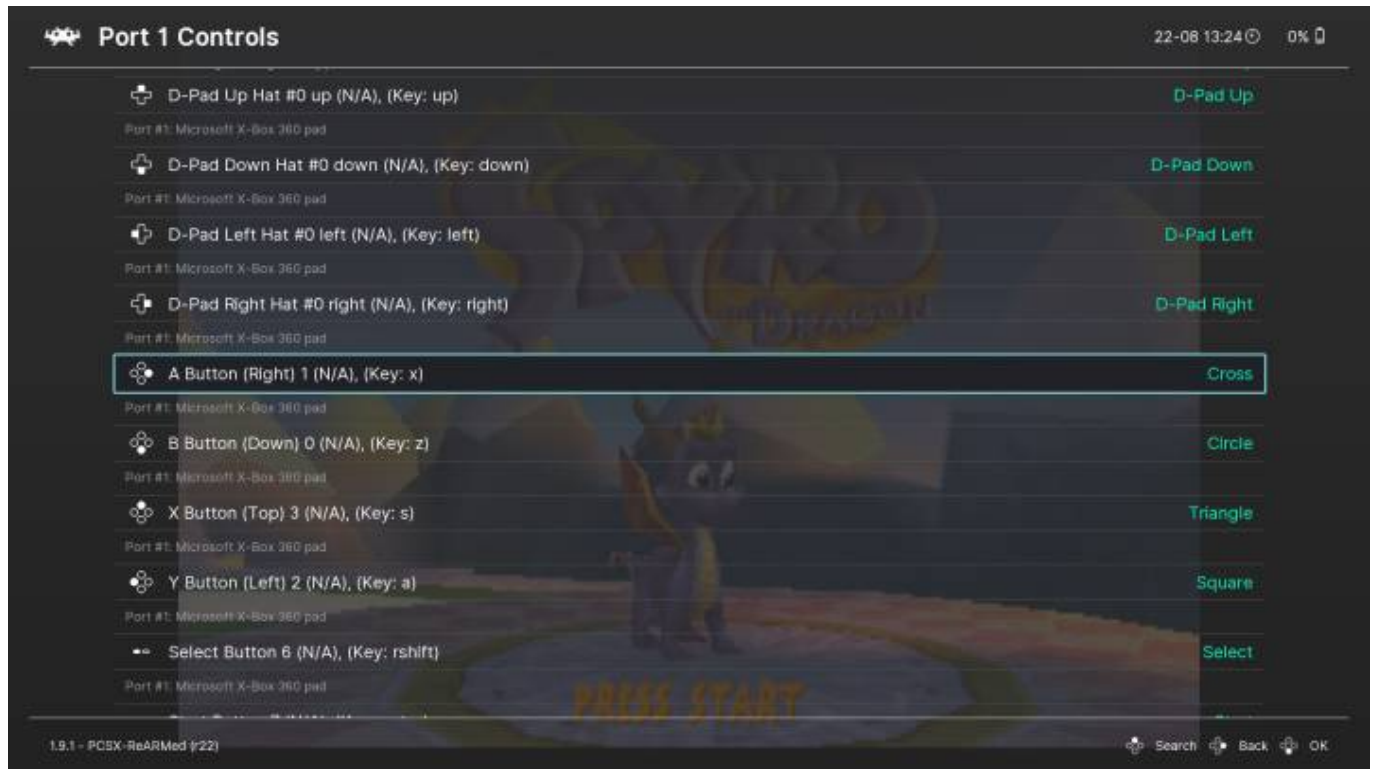 Port 1 Controls
22-08 13:24 0%
D-Pad Up Hat #0 up (N/A), (Key: up) D-Pad Up
Port #1: Microsoft X-Box 360 pad
D-Pad Down Hat #0 down (N/A), (Key: down) D-Pad Down
Port #1: Microsoft X-Box 360 pad
D-Pad Left Hat #0 left (N/A), (Key: left) D-Pad Left
Port #1: Microsoft X-Box 360 pad
D-Pad Right Hat #0 right (N/A), (Key: right) D-Pad Right
Port #1: Microsoft X-Box 360 pad
A Button (Right) 1 (N/A), (Key: x) Cross
Port #1: Microsoft X-Box 360 pad
B Button (Down) 0 (N/A), (Key: z) Circle
Port #1: Microsoft X-Box 360 pad
X Button (Top) 3 (N/A), (Key: s) Triangle
Port #1: Microsoft X-Box 360 pad
Y Button (Left) 2 (N/A), (Key: a) Square
Port #1: Microsoft X-Box 360 pad
Select Button 6 (N/A), (Key: rshift) Select
Port #1: Microsoft X-Box 360 pad
1.9.1 - PCSX-ReARMed (r22) Search Back OK
SPYRO
THE DRAGON
PRESS START